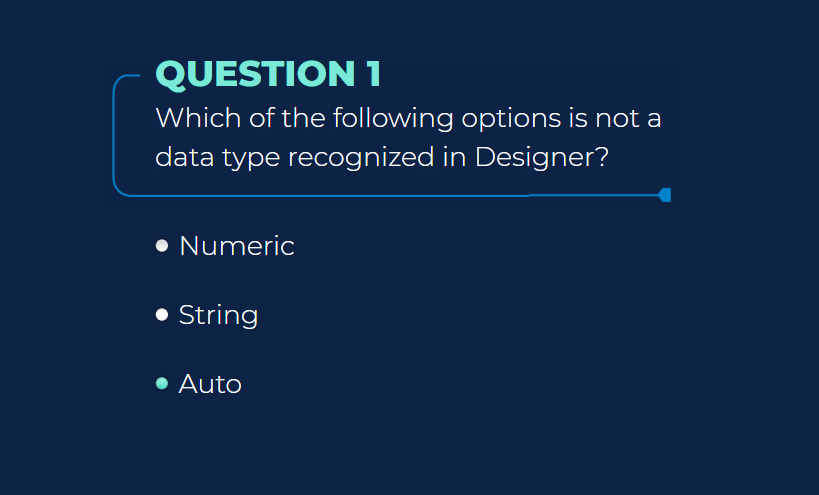 QUESTION 1
Which of the following options is not a
data type recognized in Designer?
Numeric
String
Auto